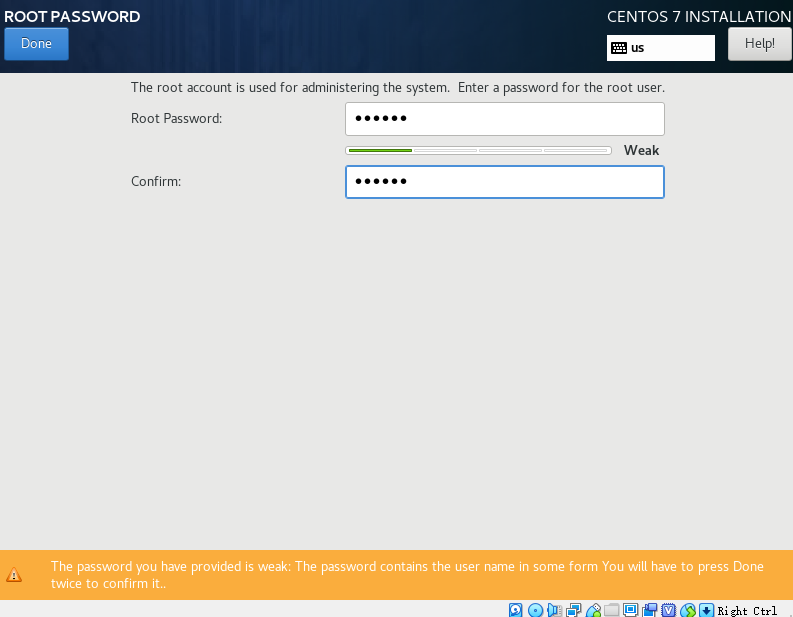 ROOT PASSWORD
CENTOS 7 INSTALLATION
Done
us
Help!
The root account is used for administering the system. Enter a password for the root user.
Root Password:
••••••
Weak
Confirm:
••••••
The password you have provided is weak: The password contains the user name in some form You will have to press Done
twice to confirm it..
Right Ctrl